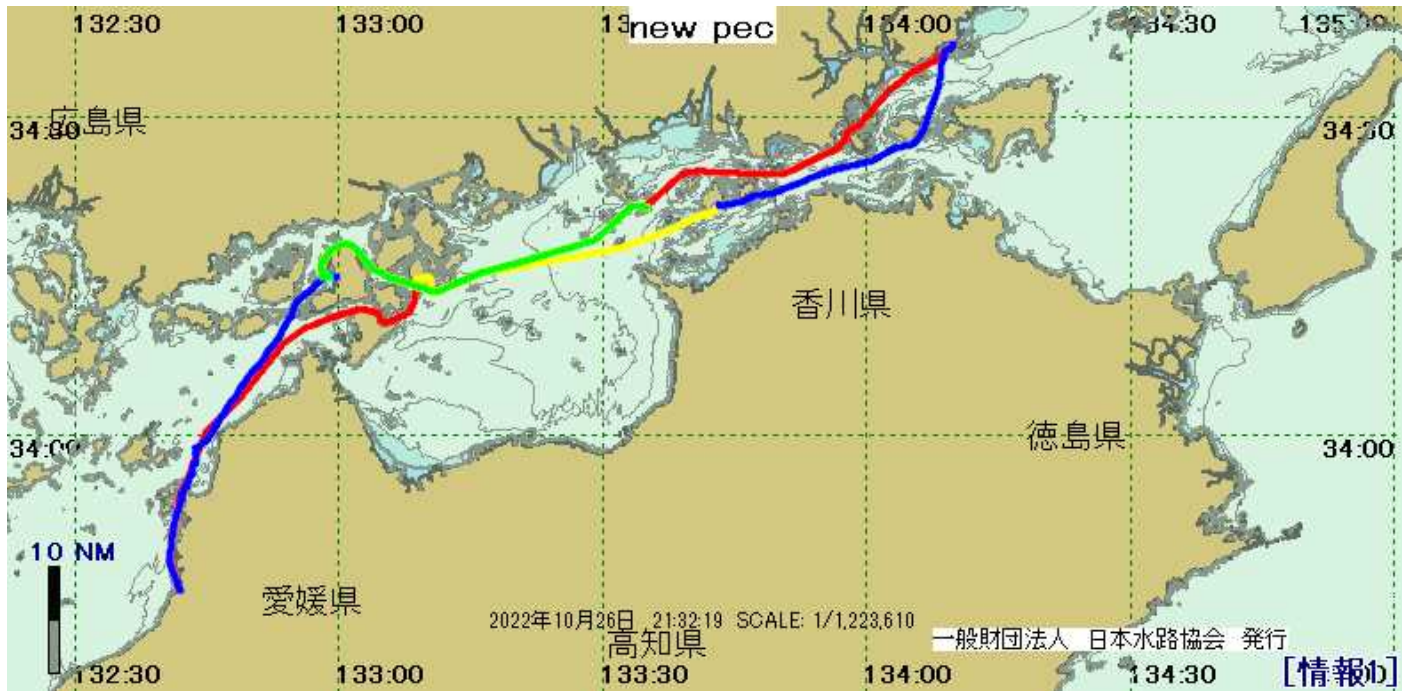 132:30 133:00 new pec 134:00 134:30
広島県
34:30 34:30
香川県
34:00 徳島県 34:00
10 NM
愛媛県
2022年10月26日 21:32:19 SCALE: 1/1,223,610
高知県 一般財団法人 日本水路協会 発行
132:30 133:00 133:30 134:00 134:30 [情報1]